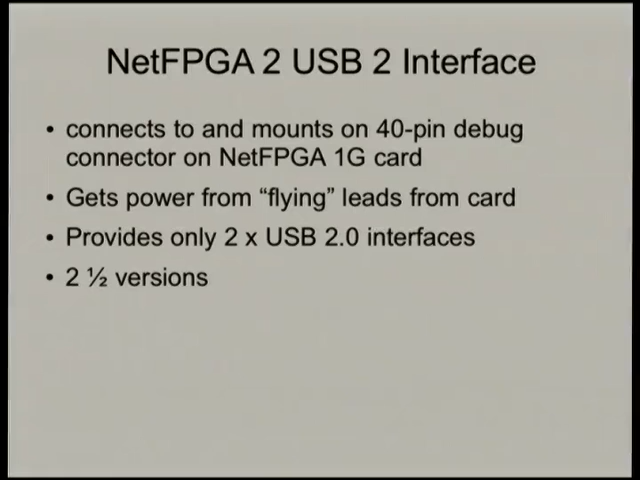 NetFPGA 2 USB 2 Interface
• connects to and mounts on 40-pin debug
connector on NetFPGA 1G card
• Gets power from “flying” leads from card
• Provides only 2 x USB 2.0 interfaces
• 2 ½ versions